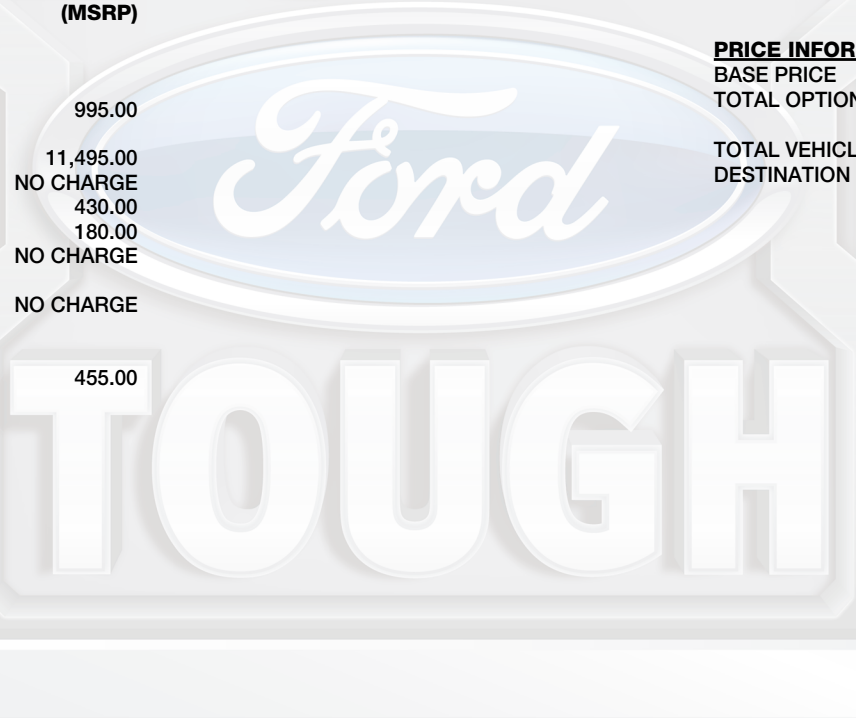 (MSRP)
995.00
11,495.00
NO CHARGE
430.00
180.00
NO CHARGE
NO CHARGE
455.00
PRICE INFOR
BASE PRICE
TOTAL OPTION
TOTAL VEHICL
DESTINATION
Ford
TOUGH